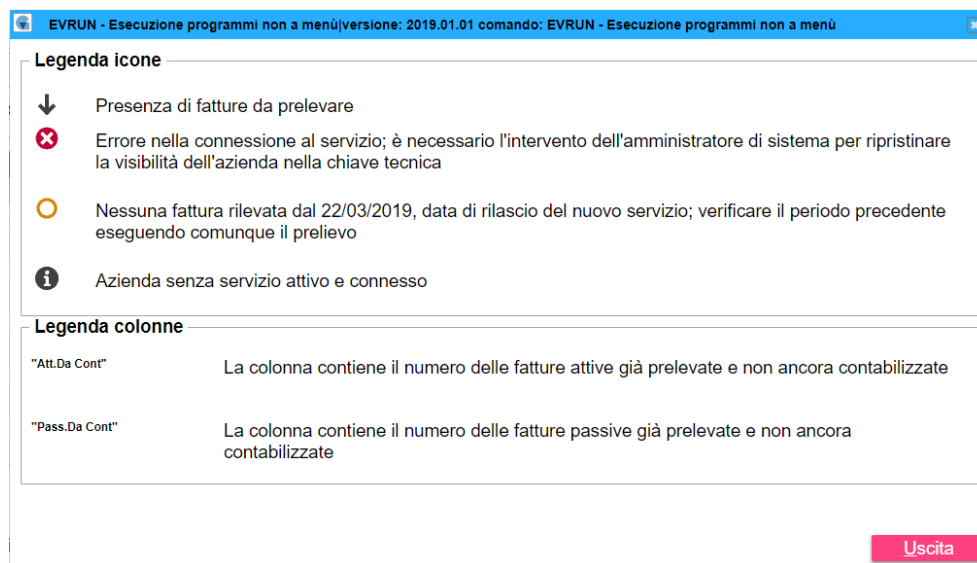 EVRUN - Esecuzione programmi non a menù|versione: 2019.01.01 comando: EVRUN - Esecuzione programmi non a menù
Legenda icone
Presenza di fatture da prelevare
Errore nella connessione al servizio; è necessario l'intervento dell'amministratore di sistema per ripristinare
la visibilità dell'azienda nella chiave tecnica
Nessuna fattura rilevata dal 22/03/2019, data di rilascio del nuovo servizio; verificare il periodo precedente
eseguendo comunque il prelievo
Azienda senza servizio attivo e connesso
Legenda colonne
"Att.Da Cont"
La colonna contiene il numero delle fatture attive già prelevate e non ancora contabilizzate
"Pass.Da Cont"
La colonna contiene il numero delle fatture passive già prelevate e non ancora
contabilizzate
Uscita